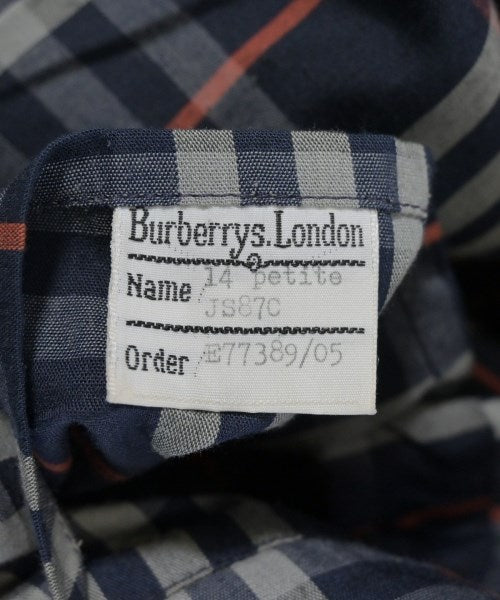 Burberrys. London
Name 14 petite
JS87C
Order E77389/05